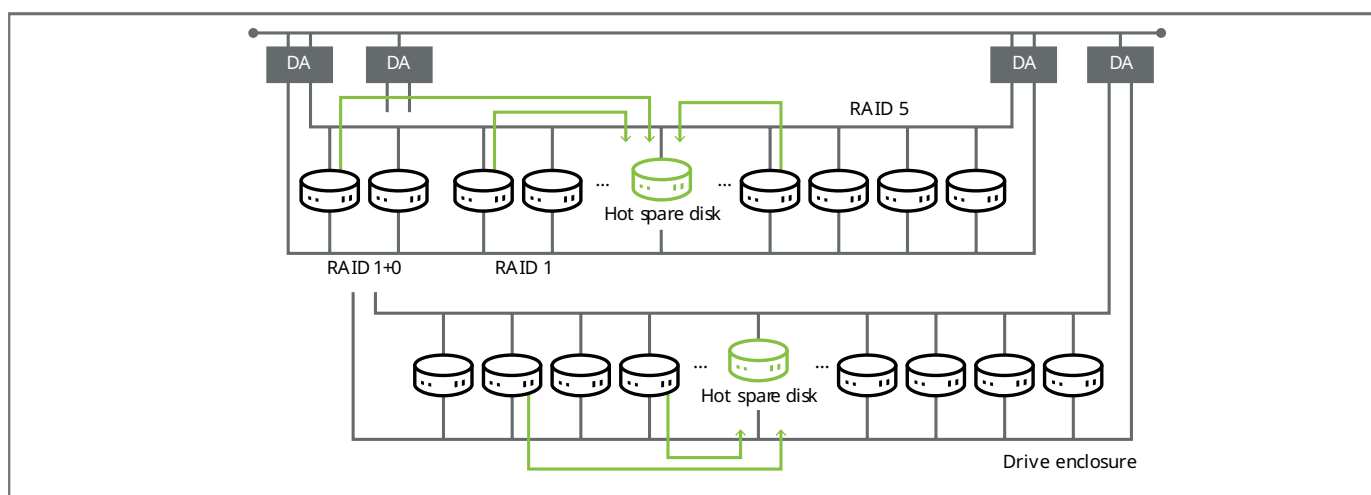 DA
DA
DA
DA
RAID 5
...
...
Hot spare disk
RAID 1+0
RAID 1
...
...
Hot spare disk
Drive enclosure